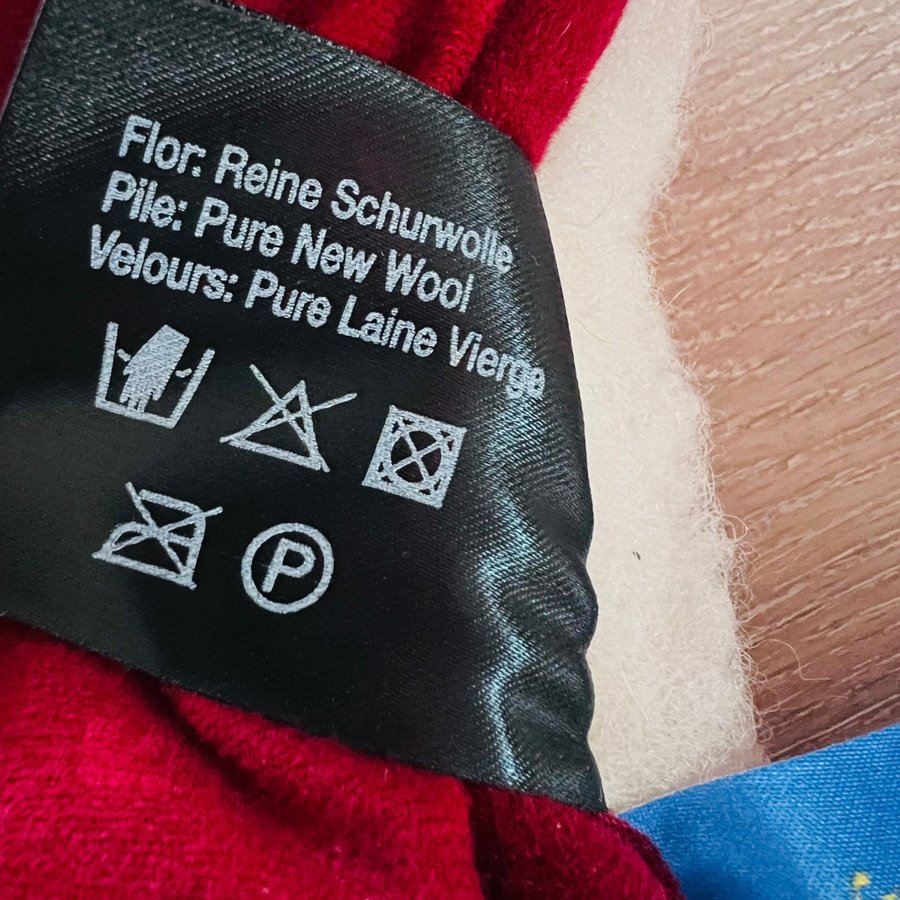 Flor: Reine Schurwolle
Pile: Pure New Wool
Velours: Pure Laine Vierge
P